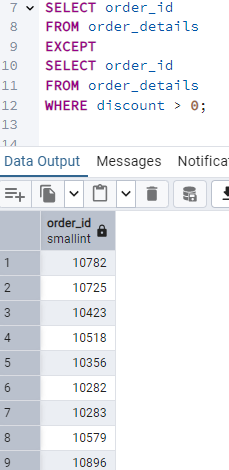 7 SELECT order_id
8 FROM order_details
9 EXCEPT
10 SELECT order_id
11 FROM order_details
12 WHERE discount > 0;
13
14
Data Output Messages Notificat
order_id
smallint
1 10782
2 10725
3 10423
4 10518
5 10356
6 10282
7 10283
8 10579
9 10896